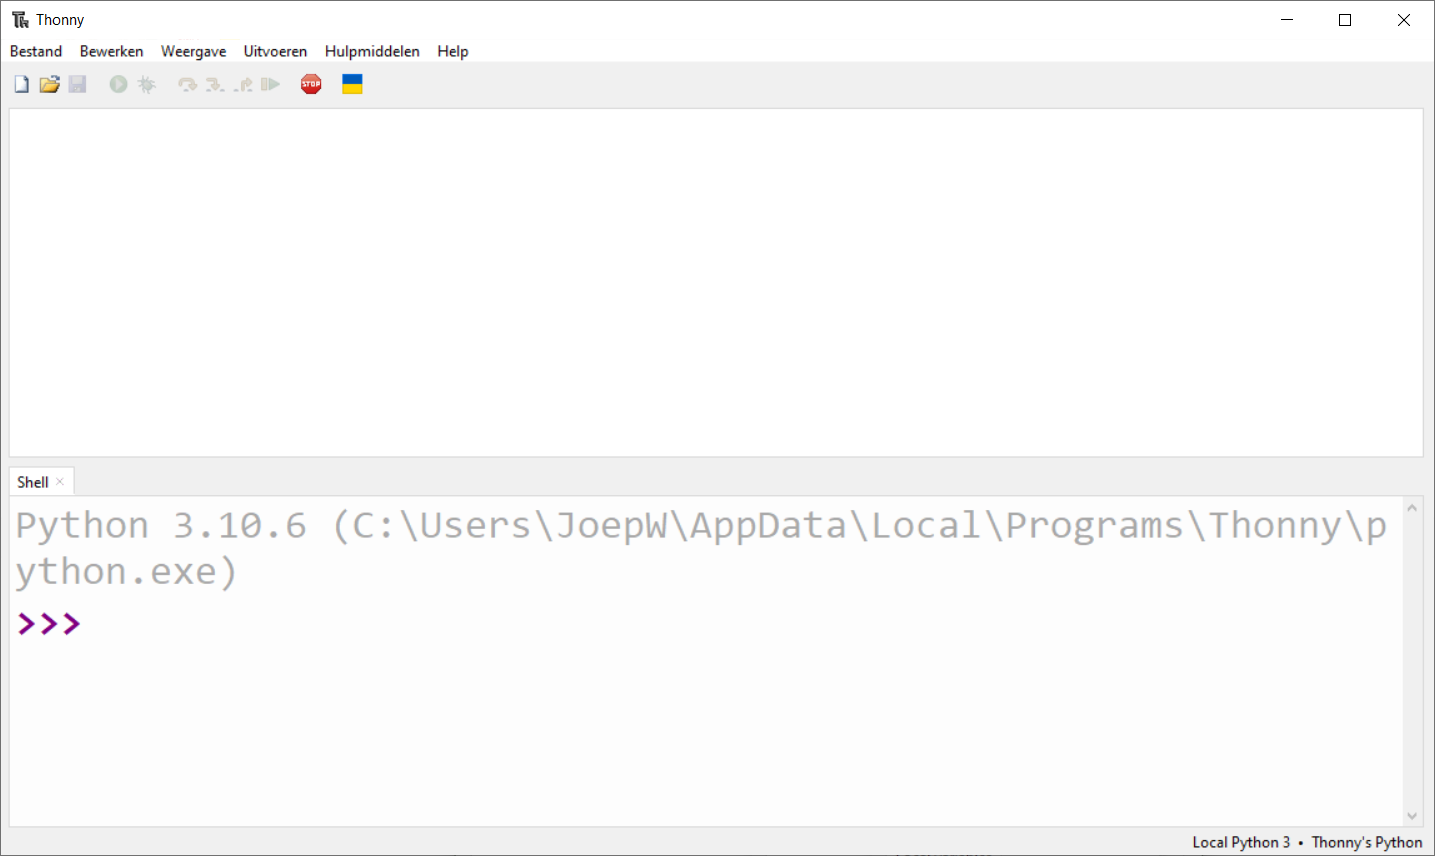 Thonny
Bestand Bewerken Weergave Uitvoeren Hulpmiddelen Help
STOP
Shell
Python 3.10.6 (C:\Users\JoepW\AppData\Local\Programs\Thonny\p
ython.exe)
>>>
Local Python 3 • Thonny's Python